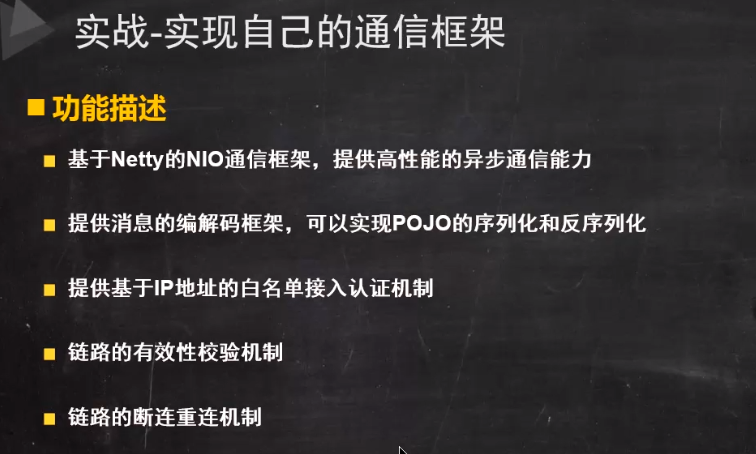 实战-实现自己的通信框架
功能描述
基于Netty的NIO通信框架，提供高性能的异步通信能力
提供消息的编解码框架，可以实现POJO的序列化和反序列化
提供基于IP地址的白名单接入认证机制
链路的有效性校验机制
链路的断连重连机制